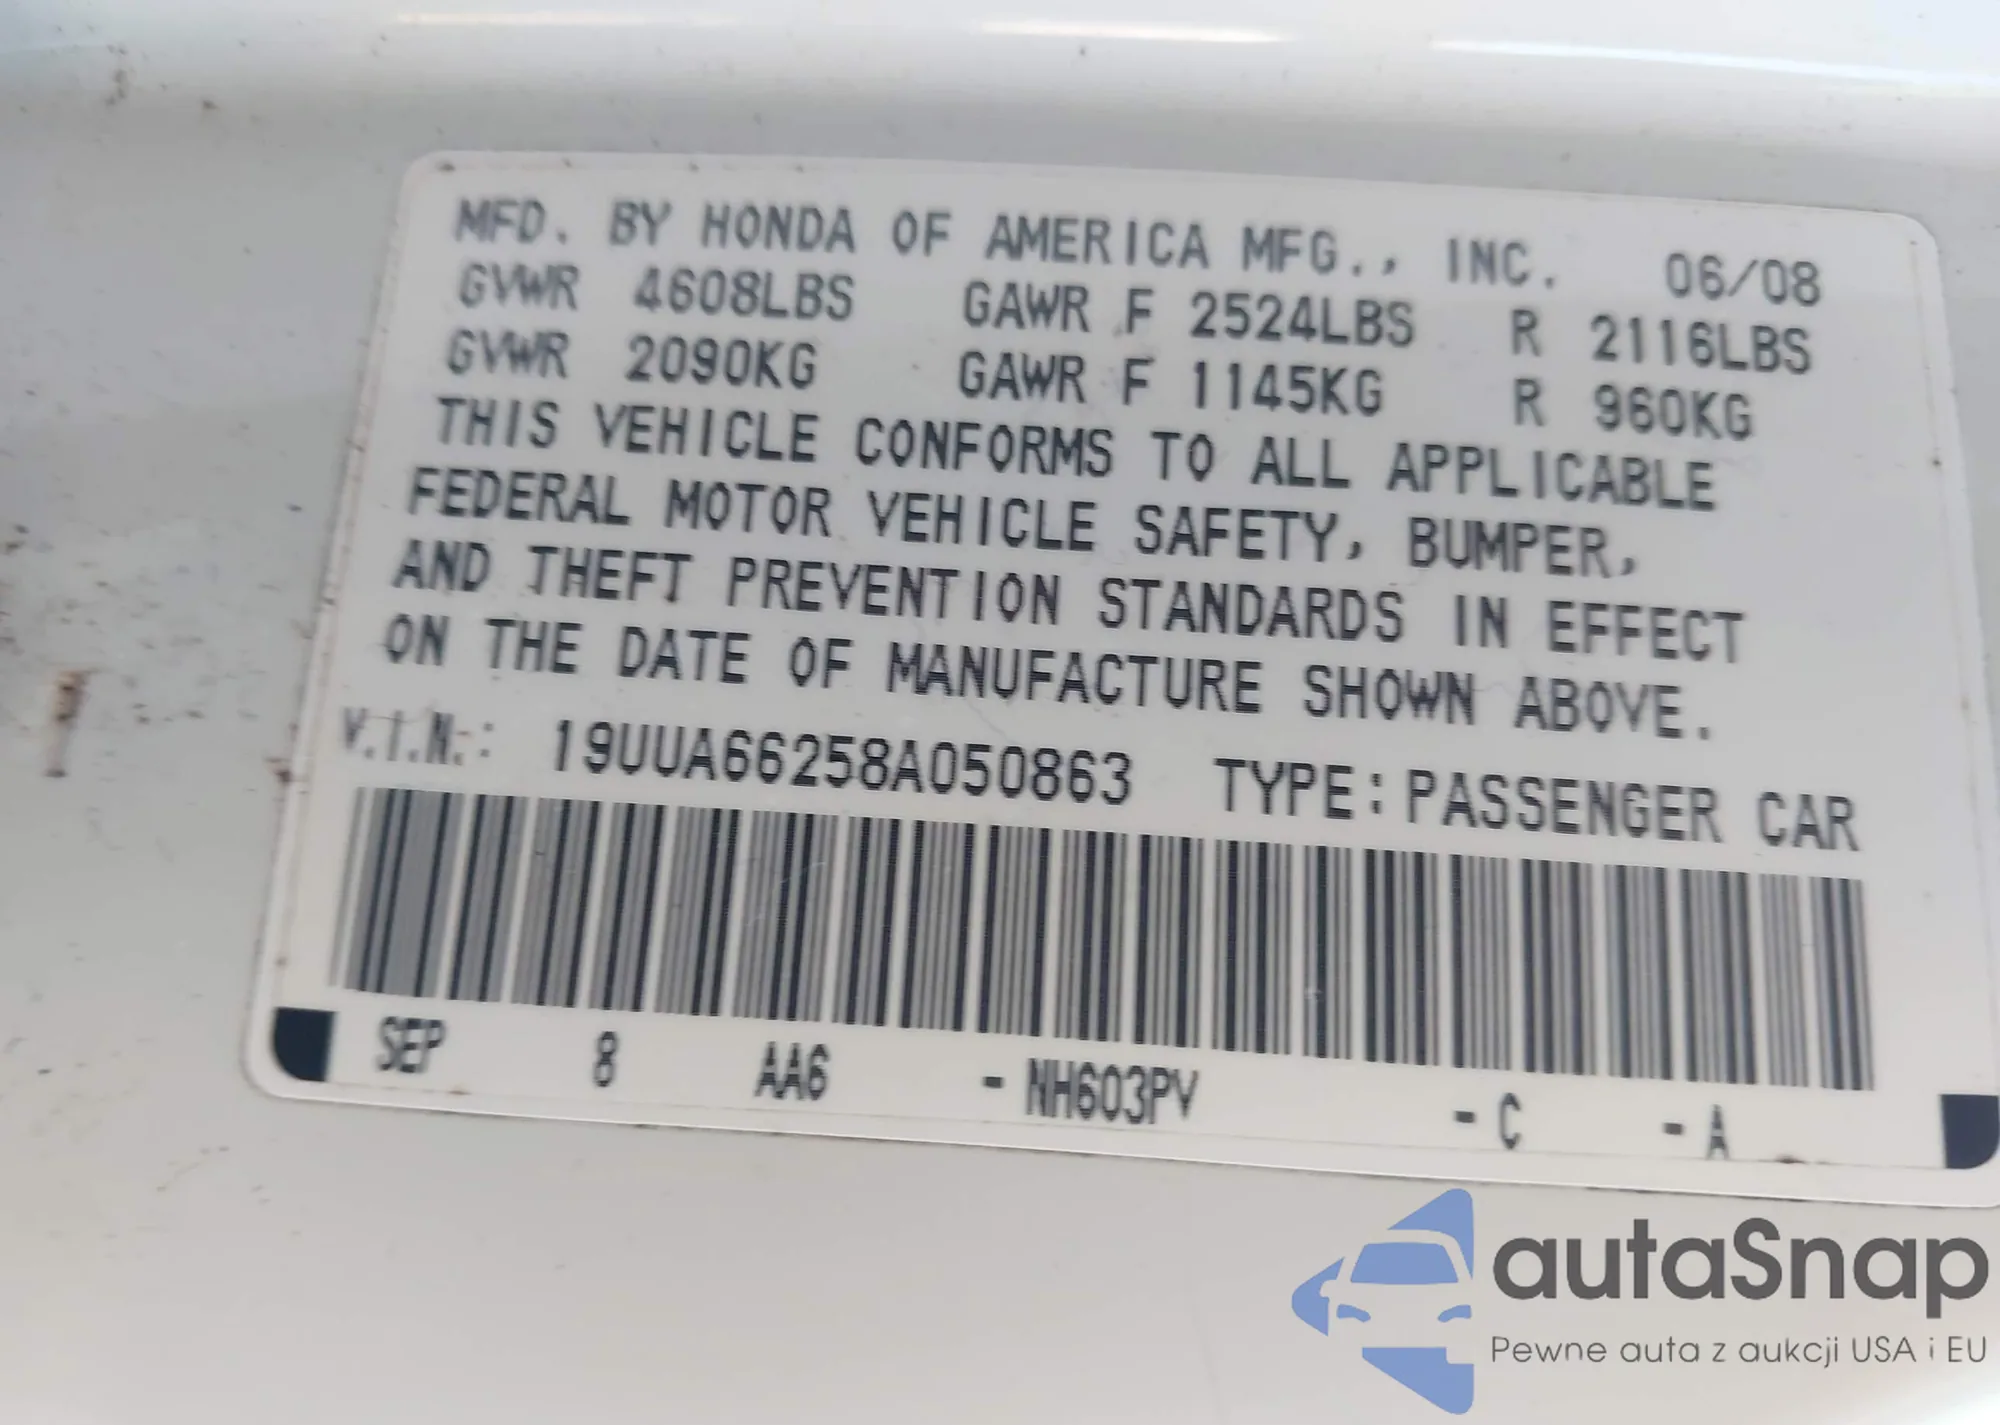 MFD. BY HONDA OF AMERICA MFG., INC. 06/08
GVWR 4608LBS GAWR F 2524LBS R 2116LBS
GVWR 2090KG GAWR F 1145KG R 960KG
THIS VEHICLE CONFORMS TO ALL APPLICABLE
FEDERAL MOTOR VEHICLE SAFETY, BUMPER,
AND THEFT PREVENTION STANDARDS IN EFFECT
ON THE DATE OF MANUFACTURE SHOWN ABOVE.
V.I.N.: 19UUA66258A050863 TYPE: PASSENGER CAR
SEP 8 AA6 - NH603PV - C - A
autaSnap
Pewne auta z aukcji USA i EU